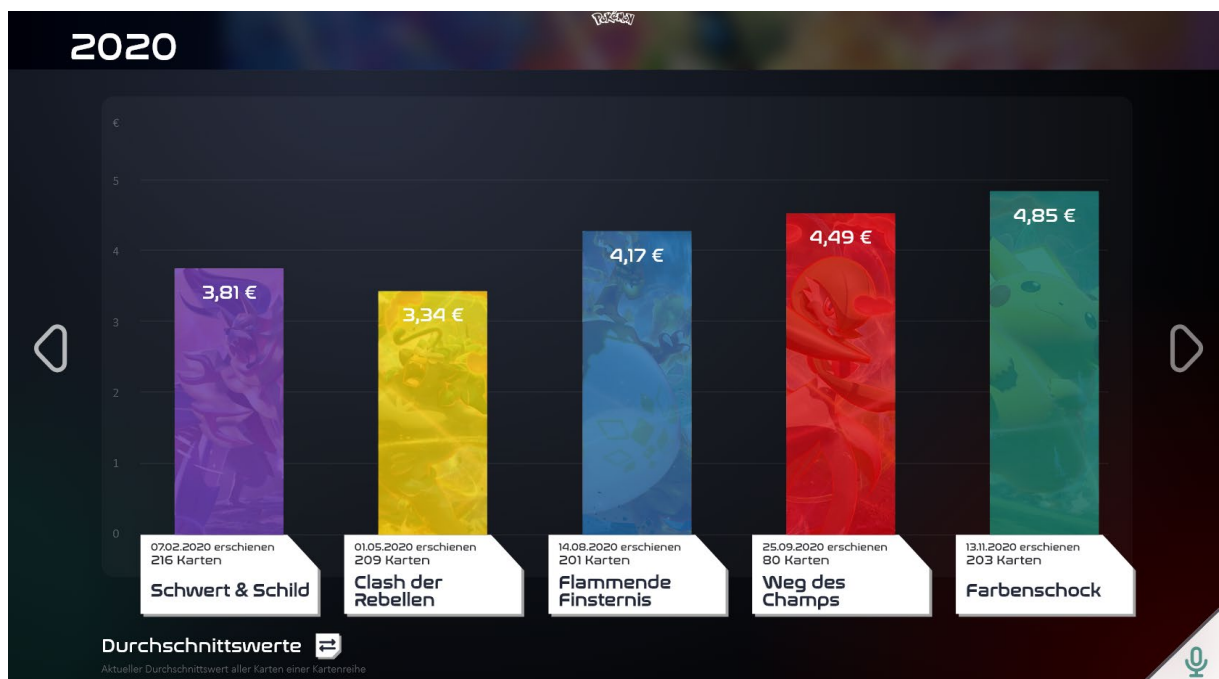 Pokémon
2020
€
5
4
3
2
1
0
3,81 €
3,34 €
4,17 €
4,49 €
4,85 €
07.02.2020 erschienen
216 Karten
Schwert & Schild
01.05.2020 erschienen
209 Karten
Clash der
Rebellen
14.08.2020 erschienen
201 Karten
Flammende
Finsternis
25.09.2020 erschienen
80 Karten
Weg des
Champs
13.11.2020 erschienen
203 Karten
Farbenschock
Durchschnittswerte
Aktueller Durchschnittswert aller Karten einer Kartenreihe